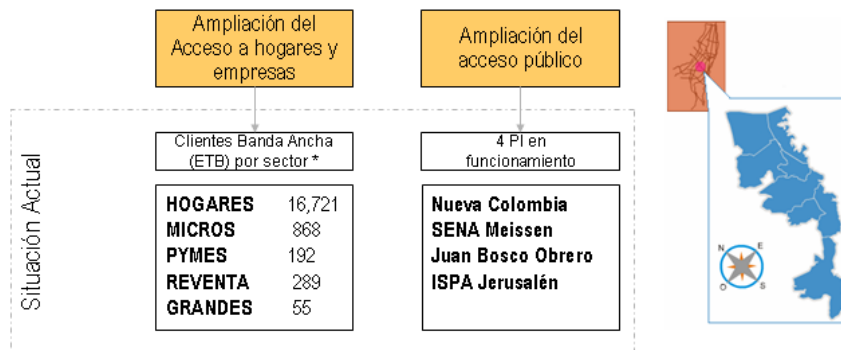 Ampliación del
Acceso a hogares y
empresas
Ampliación del
acceso público
Situación Actual
Clientes Banda Ancha
(ETB) por sector *
4 PI en
funcionamiento
HOGARES 16,721
MICROS 868
PYMES 192
REVENTA 289
GRANDES 55
Nueva Colombia
SENA Meissen
Juan Bosco Obrero
ISPA Jerusalén
N E
O S